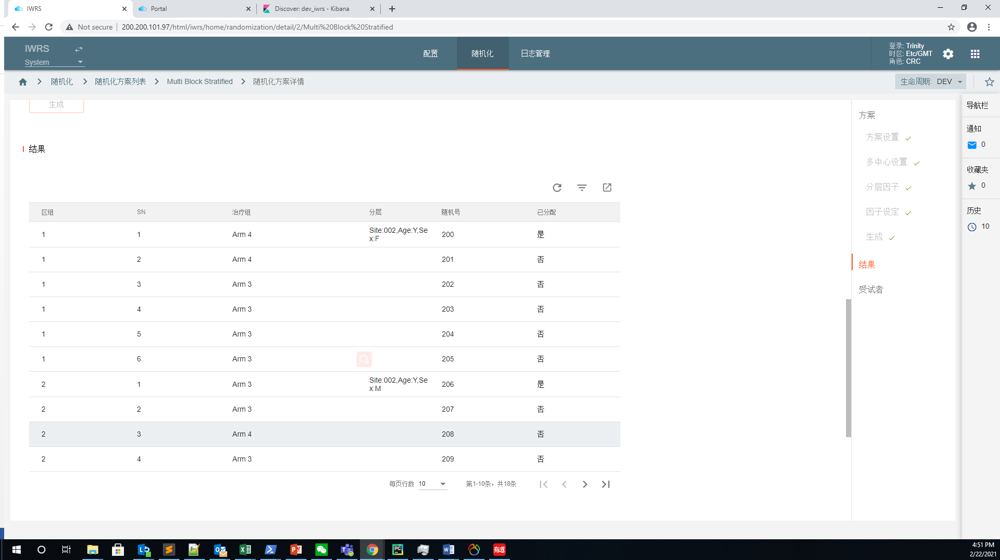 IWRS
Portal
Discover: dev_iwrs - Kibana
Not secure
200.200.101.97/html/iwrs/home/randomization/detail/2/Multi%20Block%20Stratified
IWRS
System
配置
随机化
日志管理
登录: Trinity
时区: Etc/GMT
角色: CRC
随机化
随机化方案列表
Multi Block Stratified
随机化方案详情
生命周期: DEV
生成
结果
区组 SN 治疗组 分层 随机号 已分配
1 1 Arm 4 Site:002,Age:Y,Se
x:F 200 是
1 2 Arm 4 201 否
1 3 Arm 3 202 否
1 4 Arm 3 203 否
1 5 Arm 3 204 否
1 6 Arm 3 205 否
2 1 Arm 3 Site:002,Age:Y,Se
x:M 206 是
2 2 Arm 3 207 否
2 3 Arm 4 208 否
2 4 Arm 3 209 否
每页行数 10 第1-10条，共18条
方案
方案设置
多中心设置
分层因子
因子设定
生成
结果
受试者
导航栏
通知
0
收藏夹
0
历史
10
有道
4:51 PM
2/22/2021